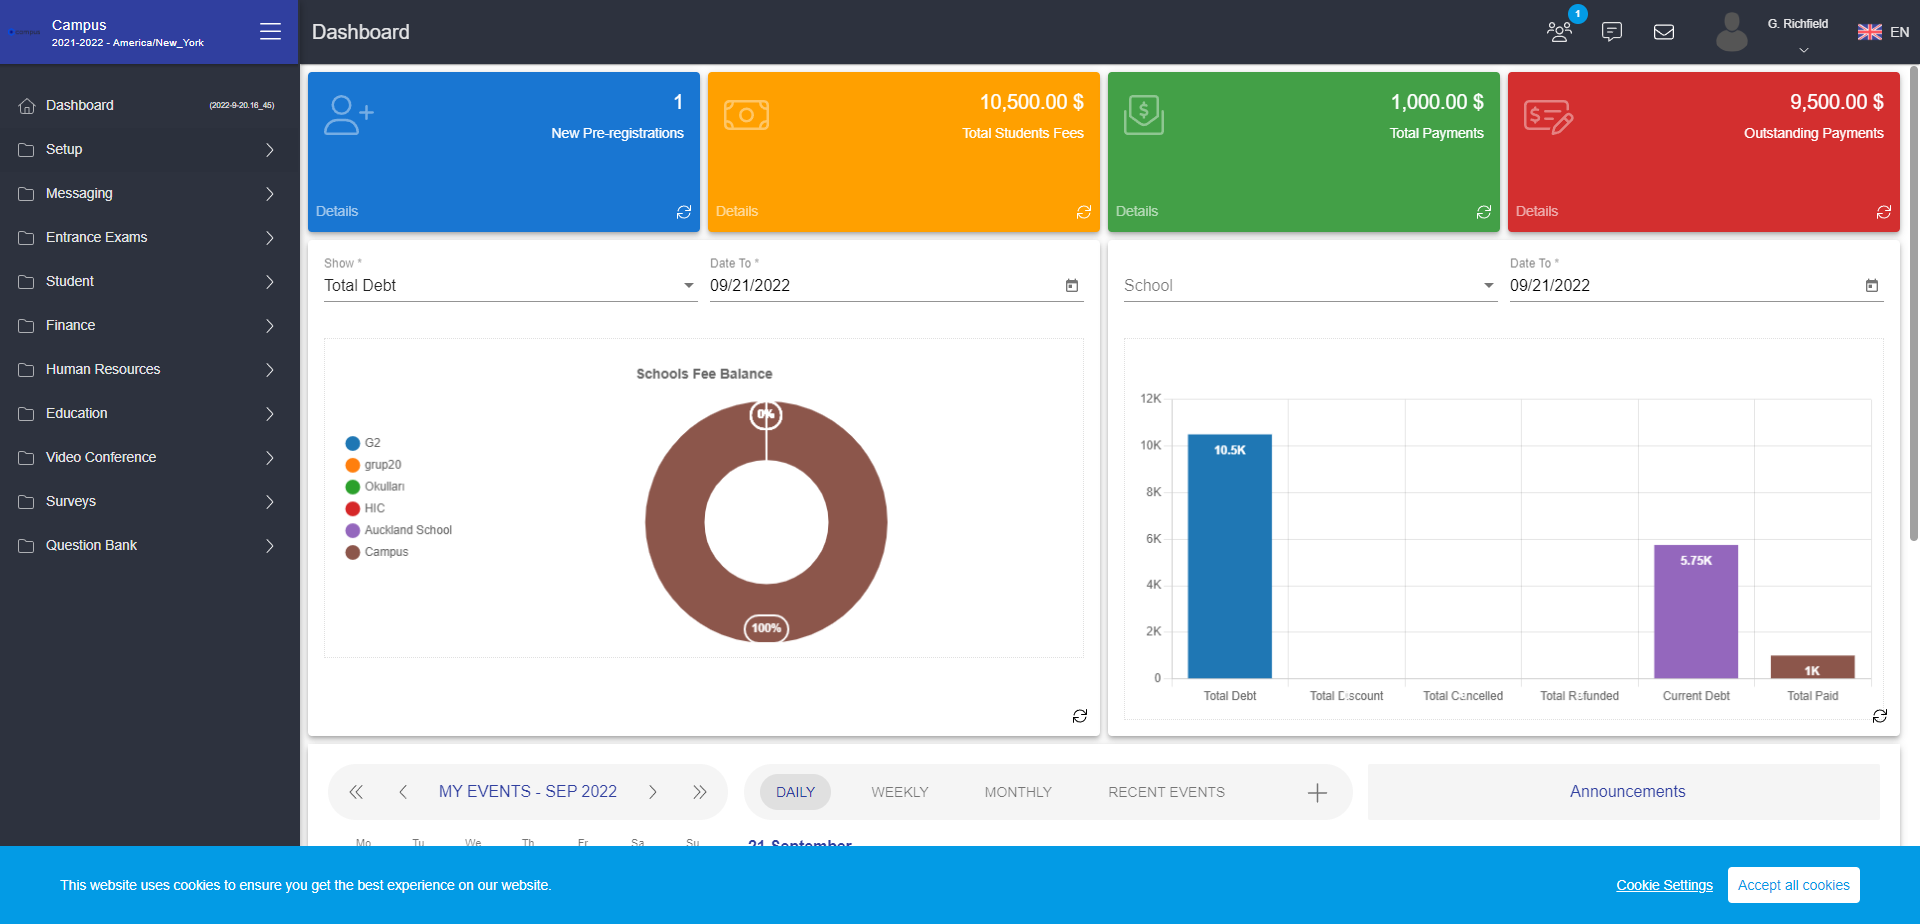 Campus
2021-2022 - America/New_York
Dashboard
1
G. Richfield
EN
Dashboard
(2022-9-20.16_45)
Setup
Messaging
Entrance Exams
Student
Finance
Human Resources
Education
Video Conference
Surveys
Question Bank
1
New Pre-registrations
Details
10,500.00 $
Total Students Fees
Details
1,000.00 $
Total Payments
Details
9,500.00 $
Outstanding Payments
Details
Show *
Total Debt
Date To *
09/21/2022
Schools Fee Balance
G2
grup20
Okulları
HIC
Auckland School
Campus
0%
100%
School
Date To *
09/21/2022
12K
10K
8K
6K
4K
2K
0
10.5K
5.75K
1K
Total Debt
Total Discount
Total Cancelled
Total Refunded
Current Debt
Total Paid
MY EVENTS - SEP 2022
DAILY
WEEKLY
MONTHLY
RECENT EVENTS
Announcements
Mo Tu We Th Fr Sa Su
21 September
This website uses cookies to ensure you get the best experience on our website.
Cookie Settings
Accept all cookies